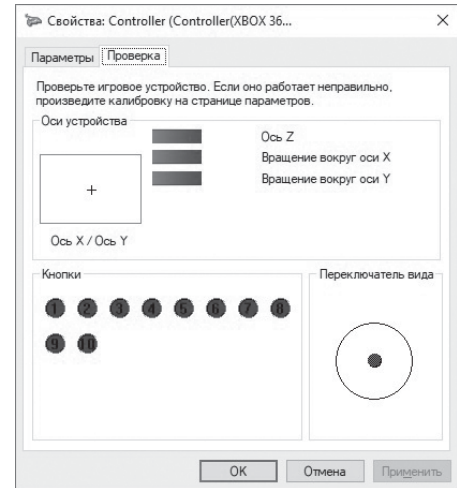 Свойства: Controller (Controller(XBOX 36...
Параметры Проверка
Проверьте игровое устройство. Если оно работает неправильно,
произведите калибровку на странице параметров.
Оси устройства
Ось Z
Вращение вокруг оси X
Вращение вокруг оси Y
Ось X / Ось Y
Кнопки
1 2 3 4 5 6 7 8
9 10
Переключатель вида
OK Отмена Применить